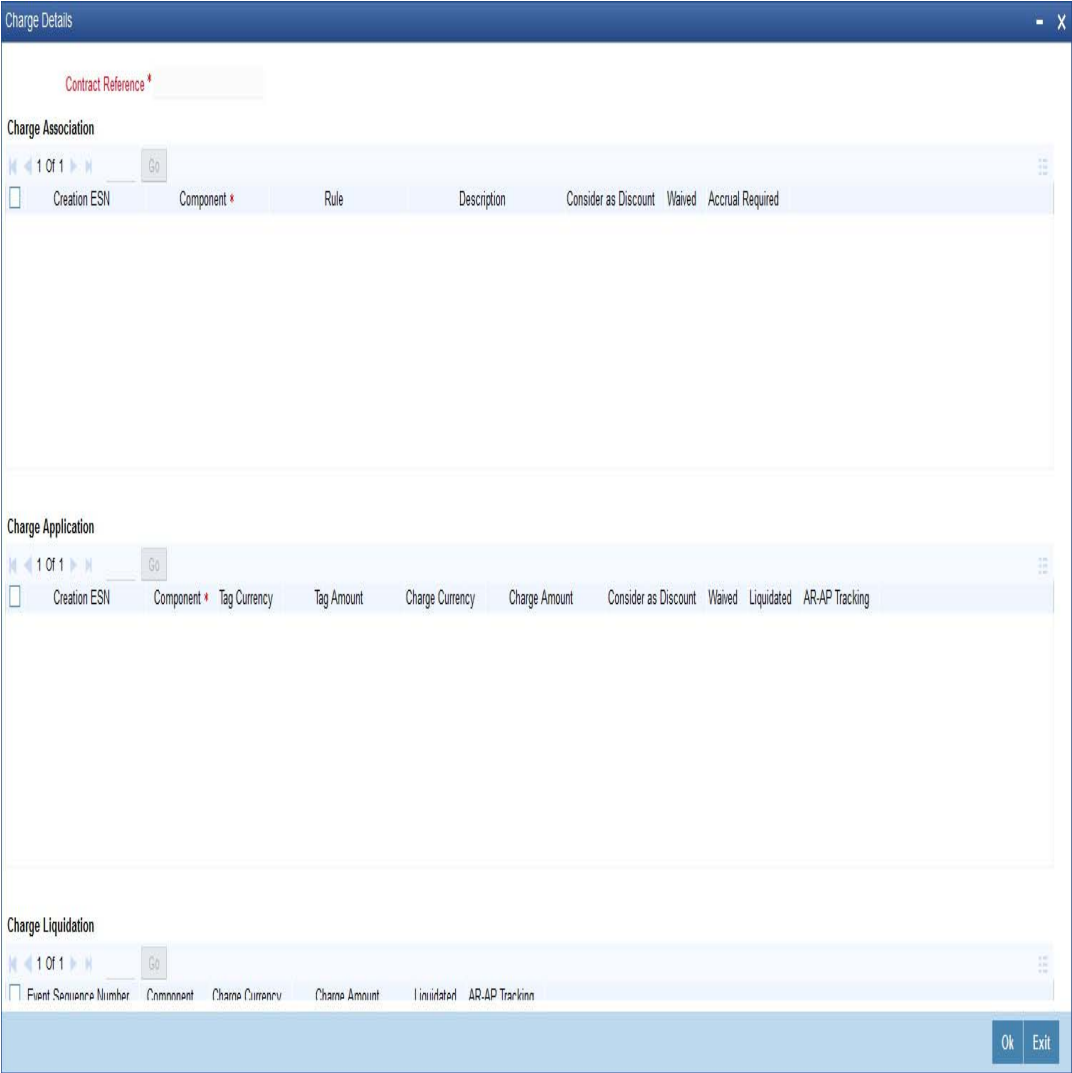 Charge Details - X
Contract Reference *
Charge Association
1 Of 1 Go
Creation ESN Component * Rule Description Consider as Discount Waived Accrual Required
Charge Application
1 Of 1 Go
Creation ESN Component * Tag Currency Tag Amount Charge Currency Charge Amount Consider as Discount Waived Liquidated AR-AP Tracking
Charge Liquidation
1 Of 1 Go
Event Sequence Number Component Charge Currency Charge Amount Liquidated AR-AP Tracking
Ok Exit